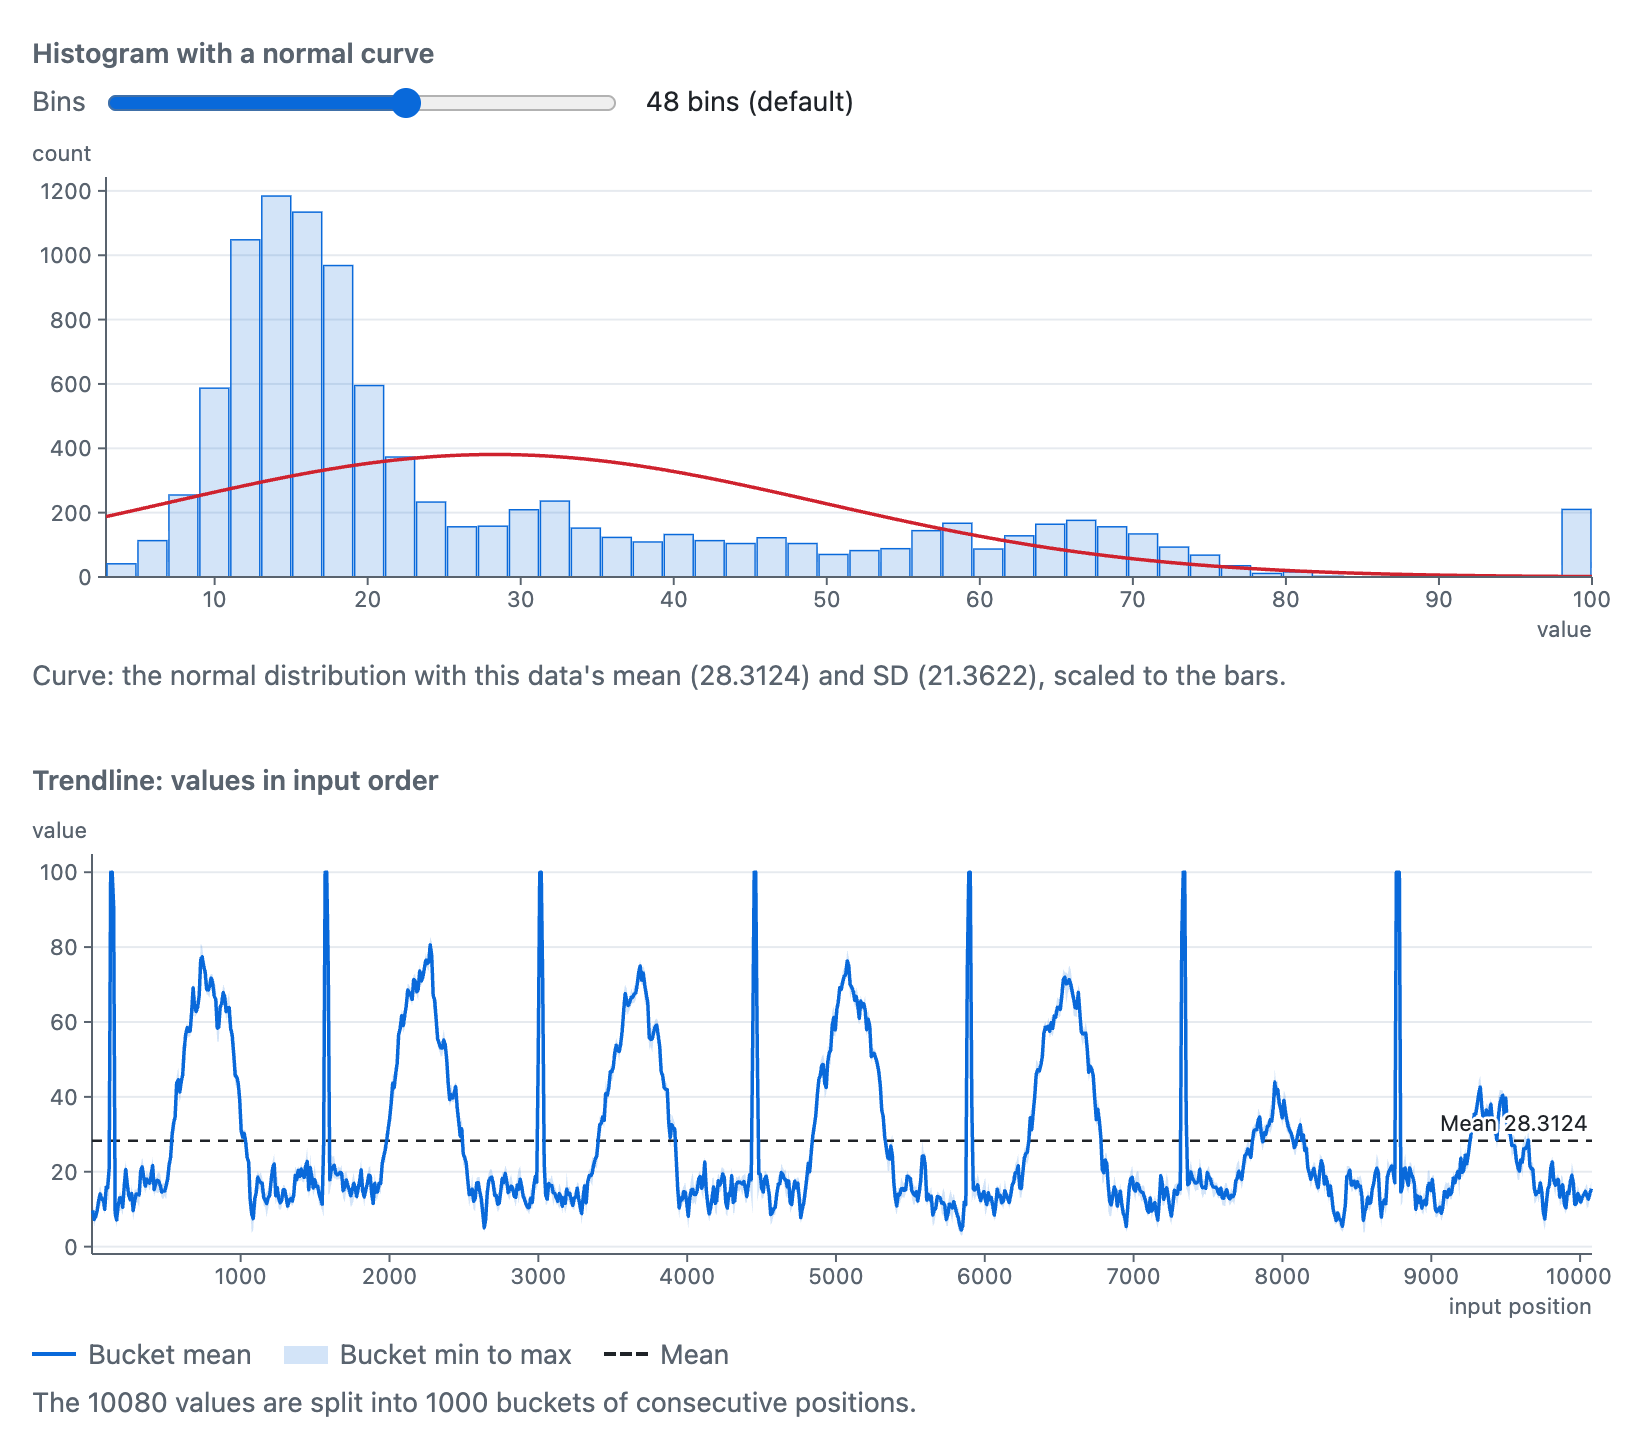 Histogram with a normal curve
Bins 48 bins (default)
count
1200
1000
800
600
400
200
0
10 20 30 40 50 60 70 80 90 100
value
Curve: the normal distribution with this data's mean (28.3124) and SD (21.3622), scaled to the bars.
Trendline: values in input order
value
100
80
60
40
Mean 28.3124
20
0
1000 2000 3000 4000 5000 6000 7000 8000 9000 10000
input position
Bucket mean Bucket min to max Mean
The 10080 values are split into 1000 buckets of consecutive positions.